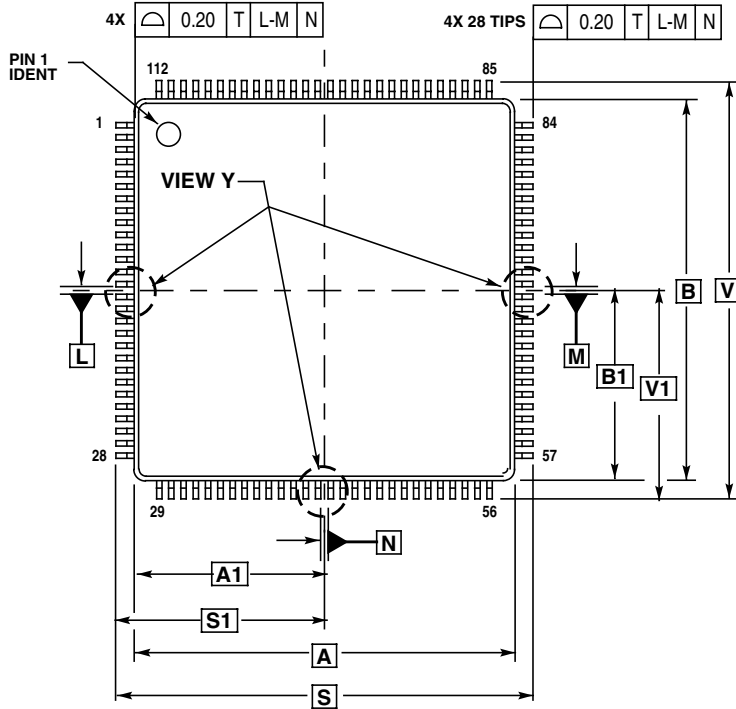 4X ⌓ 0.20 T L-M N
4X 28 TIPS ⌓ 0.20 T L-M N
PIN 1
IDENT
112
85
1
84
VIEW Y
L
M
B
V
B1
V1
28
57
29
56
N
A1
S1
A
S